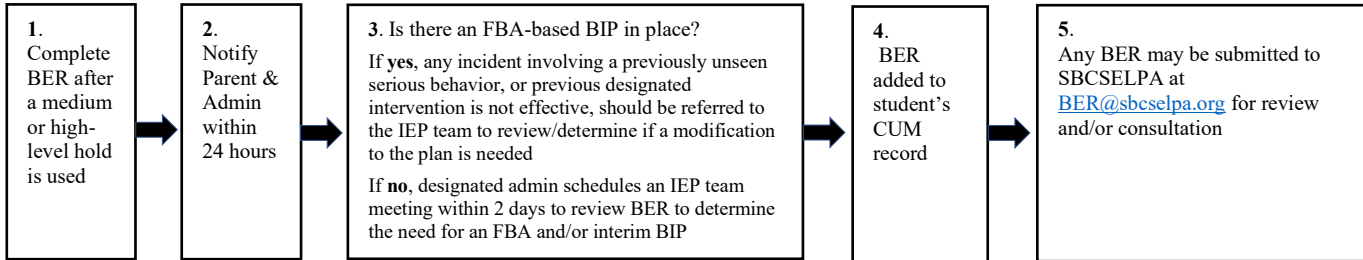 1.
Complete
BER after
a medium
or high-
level hold
is used
2.
Notify
Parent &
Admin
within
24 hours
3. Is there an FBA-based BIP in place?
If yes, any incident involving a previously unseen
serious behavior, or previous designated
intervention is not effective, should be referred to
the IEP team to review/determine if a modification
to the plan is needed
If no, designated admin schedules an IEP team
meeting within 2 days to review BER to determine
the need for an FBA and/or interim BIP
4.
BER
added to
student's
CUM
record
5.
Any BER may be submitted to
SBCSELPA at
BER@sbcselpa.org for review
and/or consultation